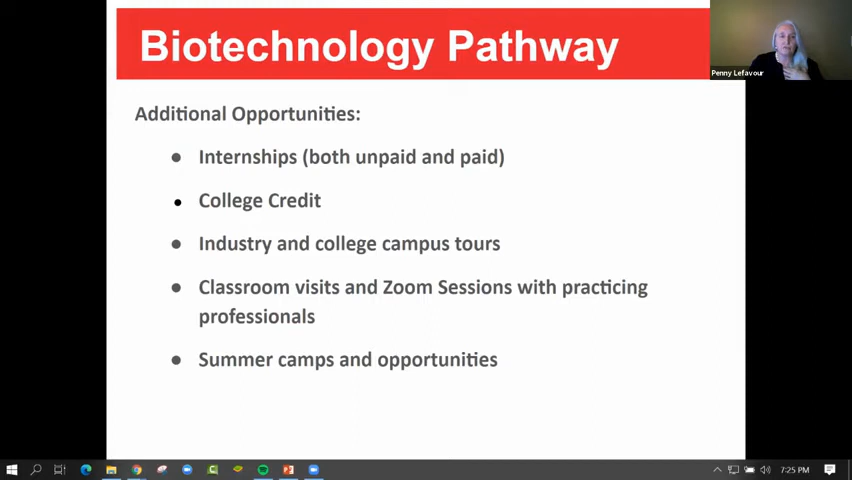 Biotechnology Pathway
Penny Lefavour
Additional Opportunities:
● Internships (both unpaid and paid)
● College Credit
● Industry and college campus tours
● Classroom visits and Zoom Sessions with practicing
professionals
● Summer camps and opportunities
7:25 PM